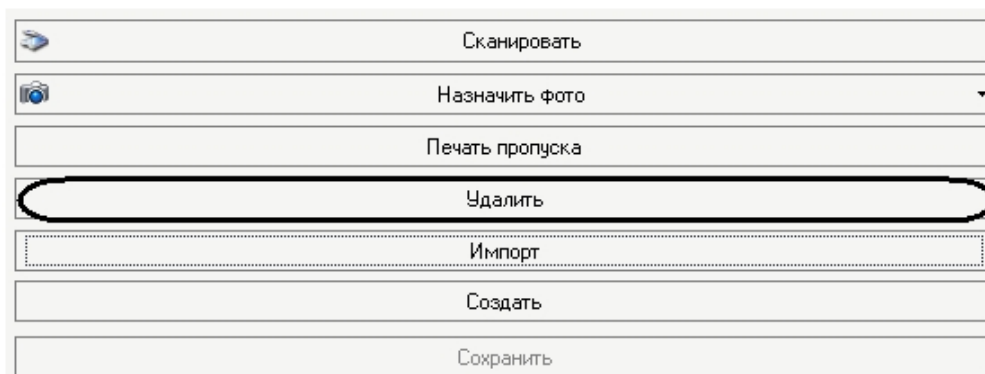 Сканировать
Назначить фото
Печать пропуска
Удалить
Импорт
Создать
Сохранить